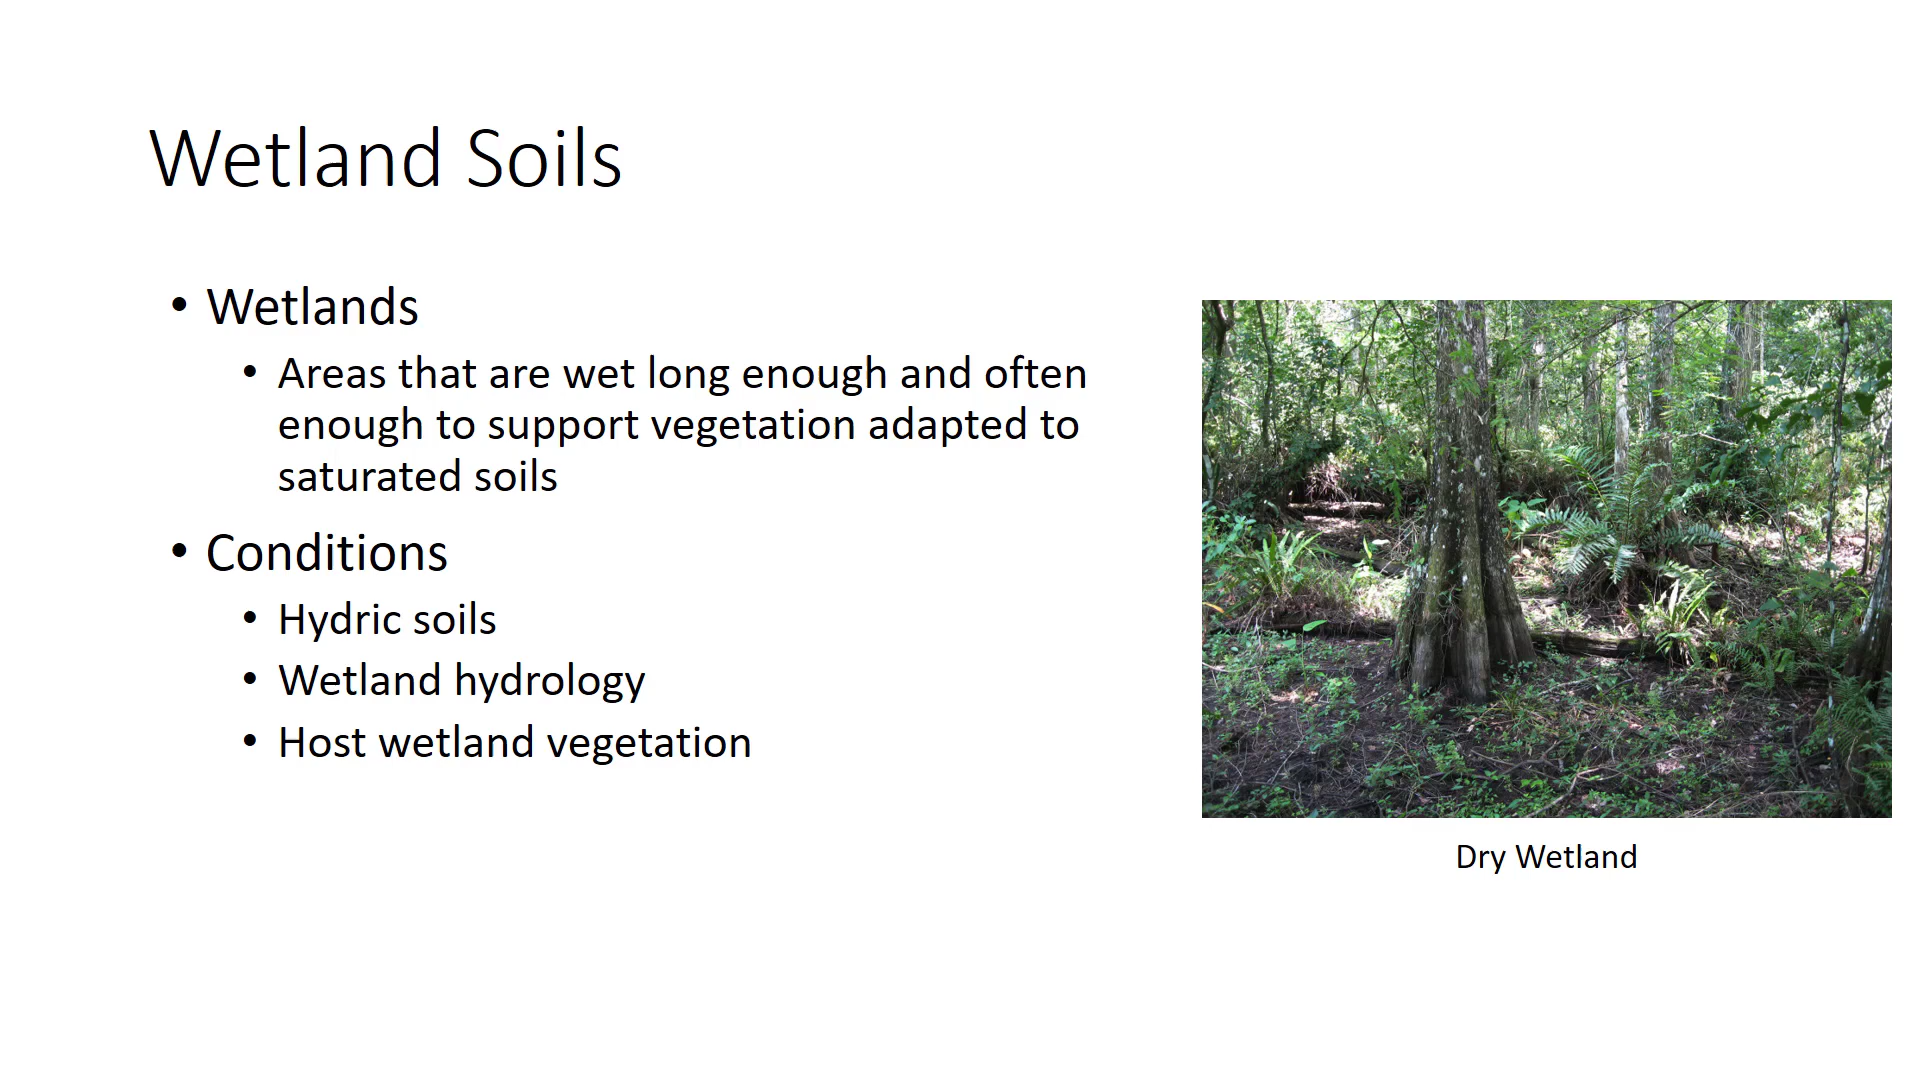 Wetland Soils
• Wetlands
• Areas that are wet long enough and often
enough to support vegetation adapted to
saturated soils
• Conditions
• Hydric soils
• Wetland hydrology
• Host wetland vegetation
Dry Wetland